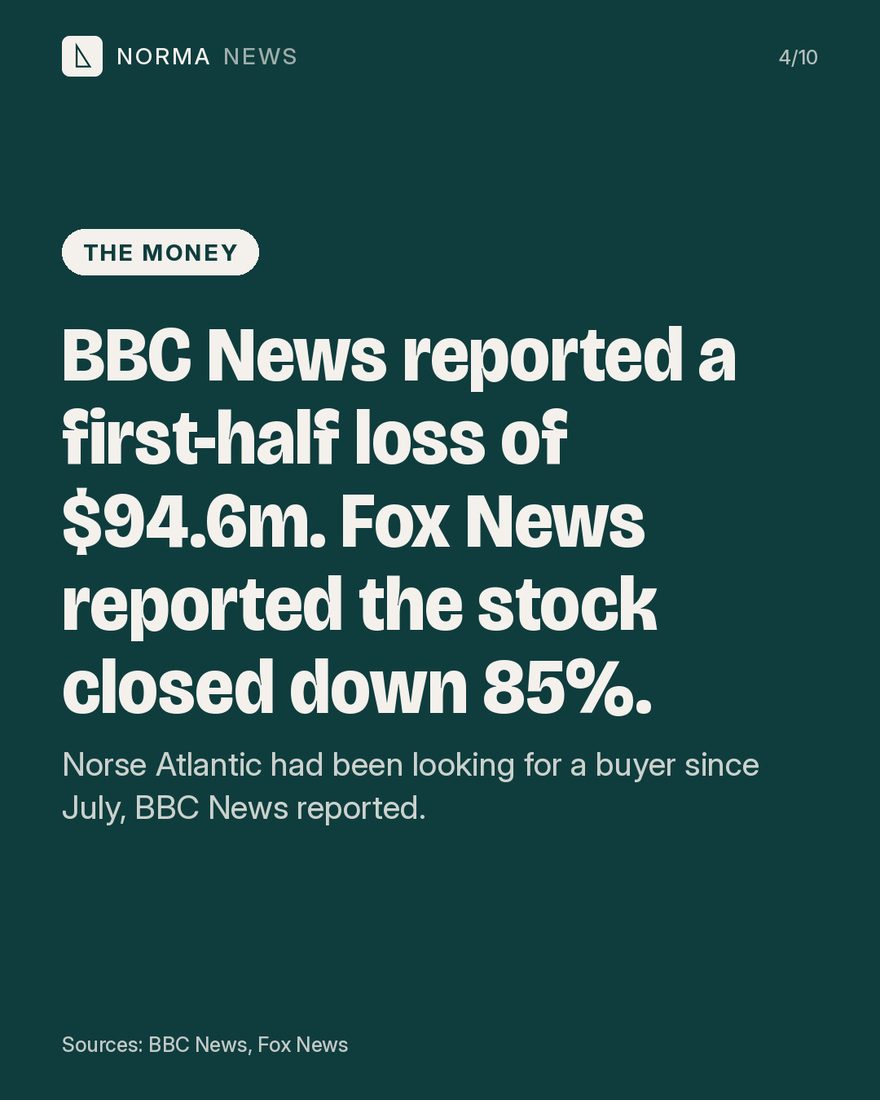 NORMA NEWS
4/10
THE MONEY
BBC News reported a
first-half loss of
$94.6m. Fox News
reported the stock
closed down 85%.
Norse Atlantic had been looking for a buyer since
July, BBC News reported.
Sources: BBC News, Fox News